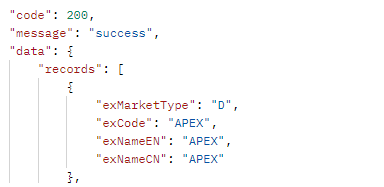 "code": 200,
"message": "success",
"data": {
"records": [
{
"exMarketType": "D",
"exCode": "APEX",
"exNameEN": "APEX",
"exNameCN": "APEX"
},